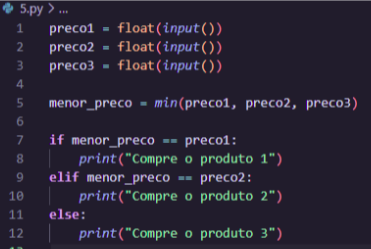 5.py > ...
1 preco1 = float(input())
2 preco2 = float(input())
3 preco3 = float(input())
4
5 menor_preco = min(preco1, preco2, preco3)
6
7 if menor_preco == preco1:
8     print("Compre o produto 1")
9 elif menor_preco == preco2:
10     print("Compre o produto 2")
11 else:
12     print("Compre o produto 3")